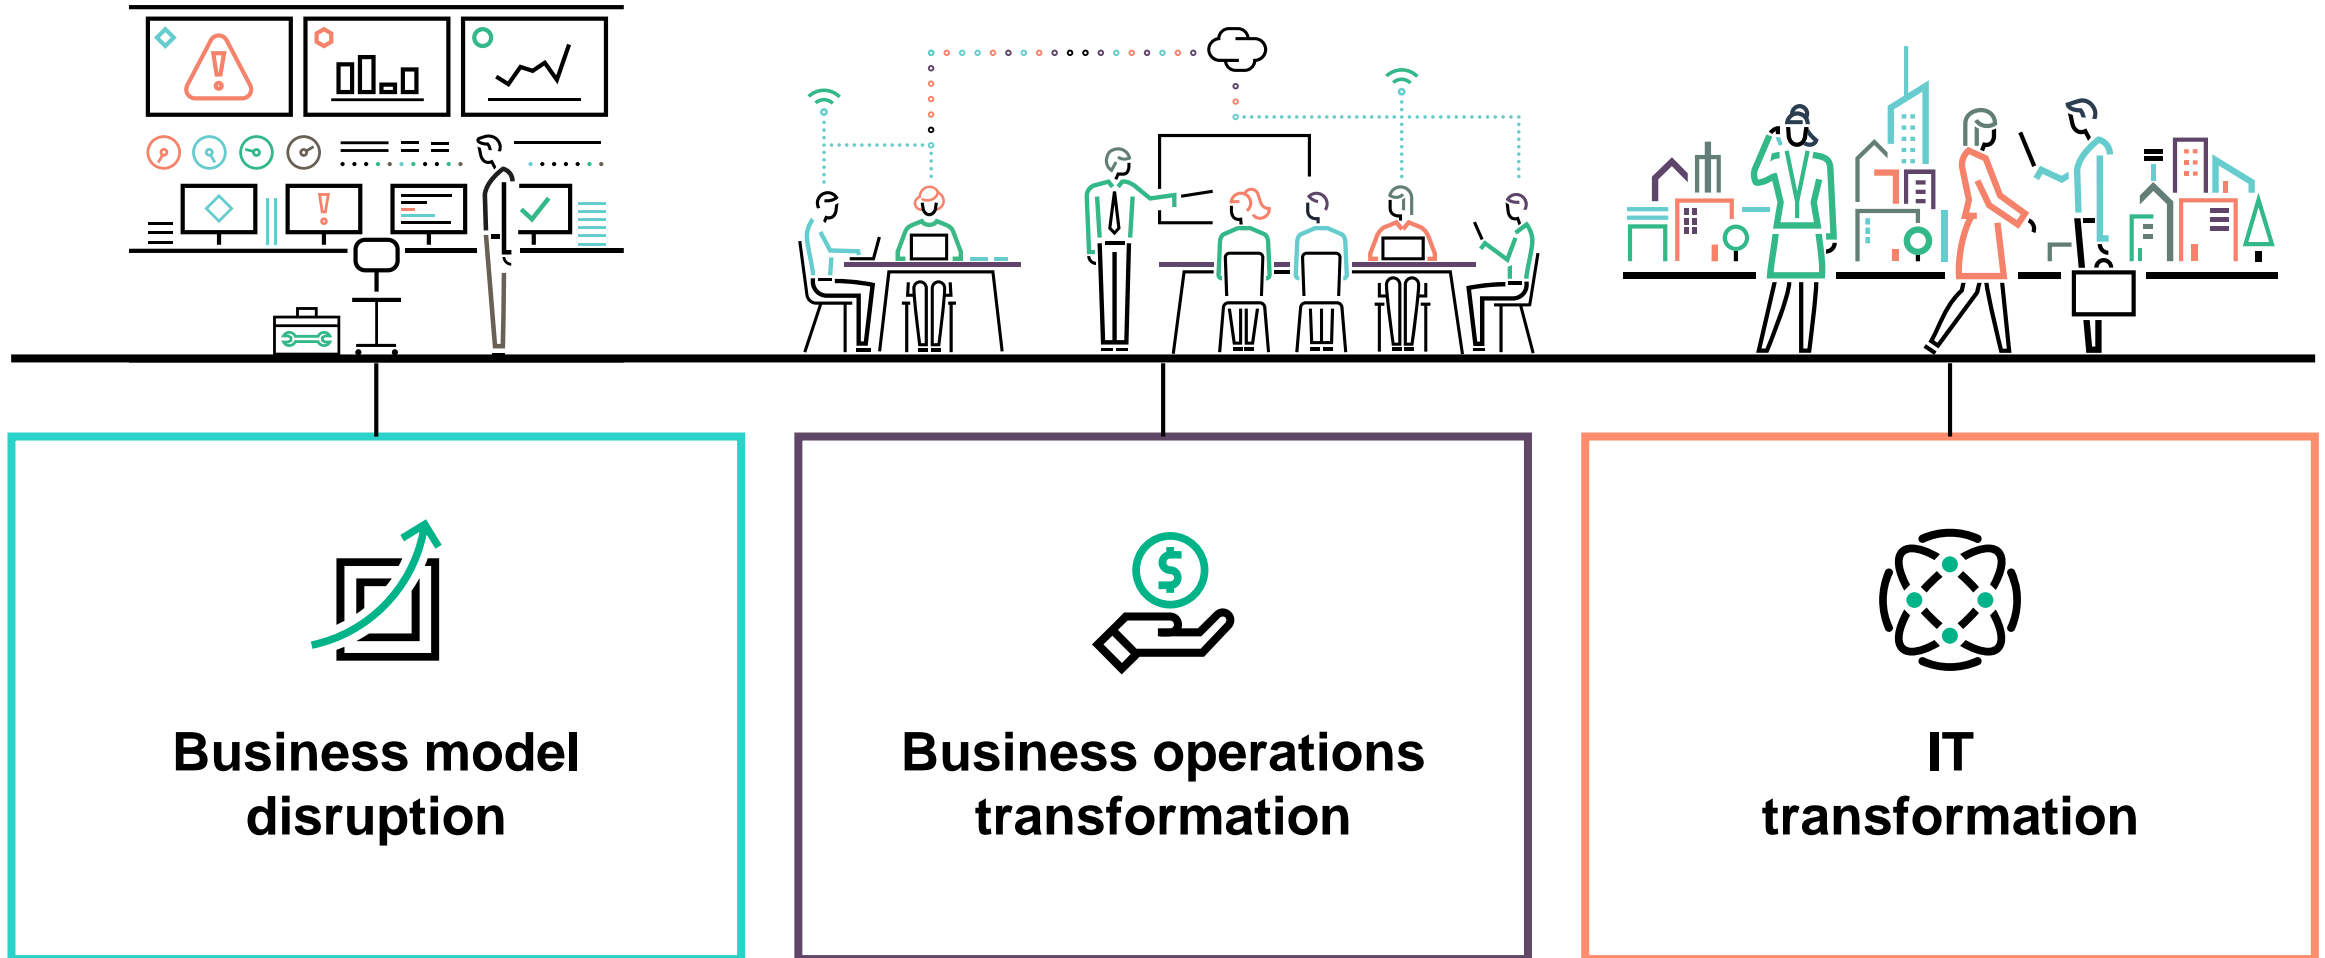 Business model
disruption
Business operations
transformation
IT
transformation